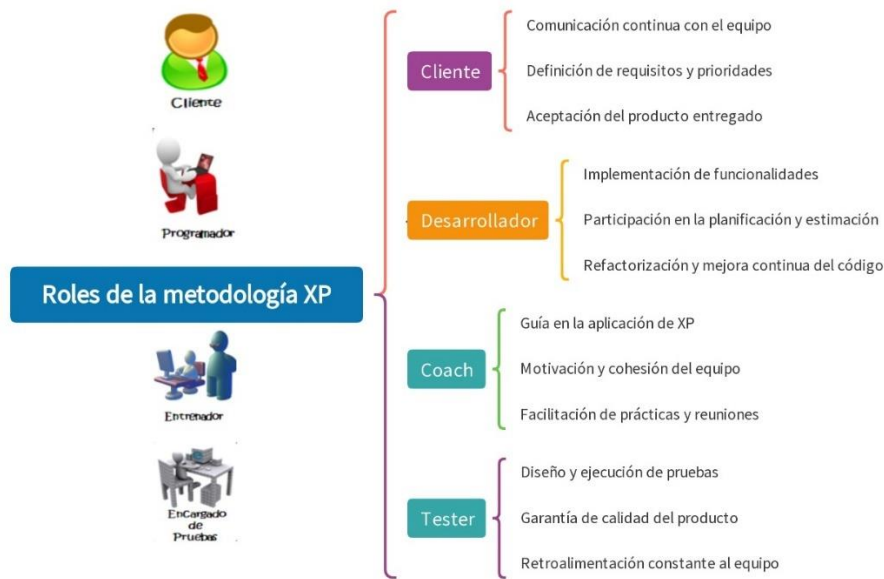 Cliente
Programador
Roles de la metodología XP
Entrenador
Encargado
de
Pruebas
Cliente
Comunicación continua con el equipo
Definición de requisitos y prioridades
Aceptación del producto entregado
Desarrollador
Implementación de funcionalidades
Participación en la planificación y estimación
Refactorización y mejora continua del código
Coach
Guía en la aplicación de XP
Motivación y cohesión del equipo
Facilitación de prácticas y reuniones
Tester
Diseño y ejecución de pruebas
Garantía de calidad del producto
Retroalimentación constante al equipo